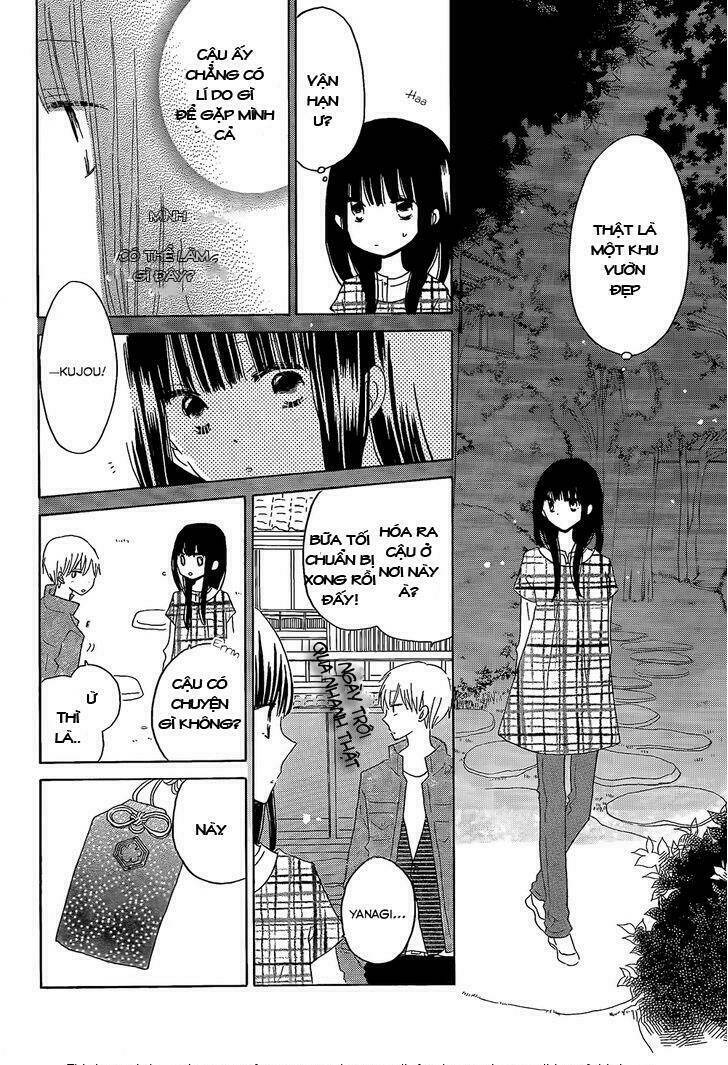 THẬT LÀ
MỘT KHU
VƯỜN
ĐẸP
Haa
VẬN
HẠN
Ư?
CẬU ẤY
CHẲNG CÓ
LÍ DO GÌ
ĐỂ GẶP MÌNH
CẢ
MÌNH
CÓ THỂ LÀM
GÌ ĐÂY?
—KUJOU!
HÓA RA
CẬU Ở
NƠI NÀY
À?
BỮA TỐI
CHUẨN BỊ
XONG RỒI
ĐẤY!
NGÀY TRÔI
QUA NHANH THẬT
YANAGI...
Errm
CẬU CÓ
CHUYỆN
GÌ KHÔNG?
Ừ
THÌ
LÀ..
NÀY